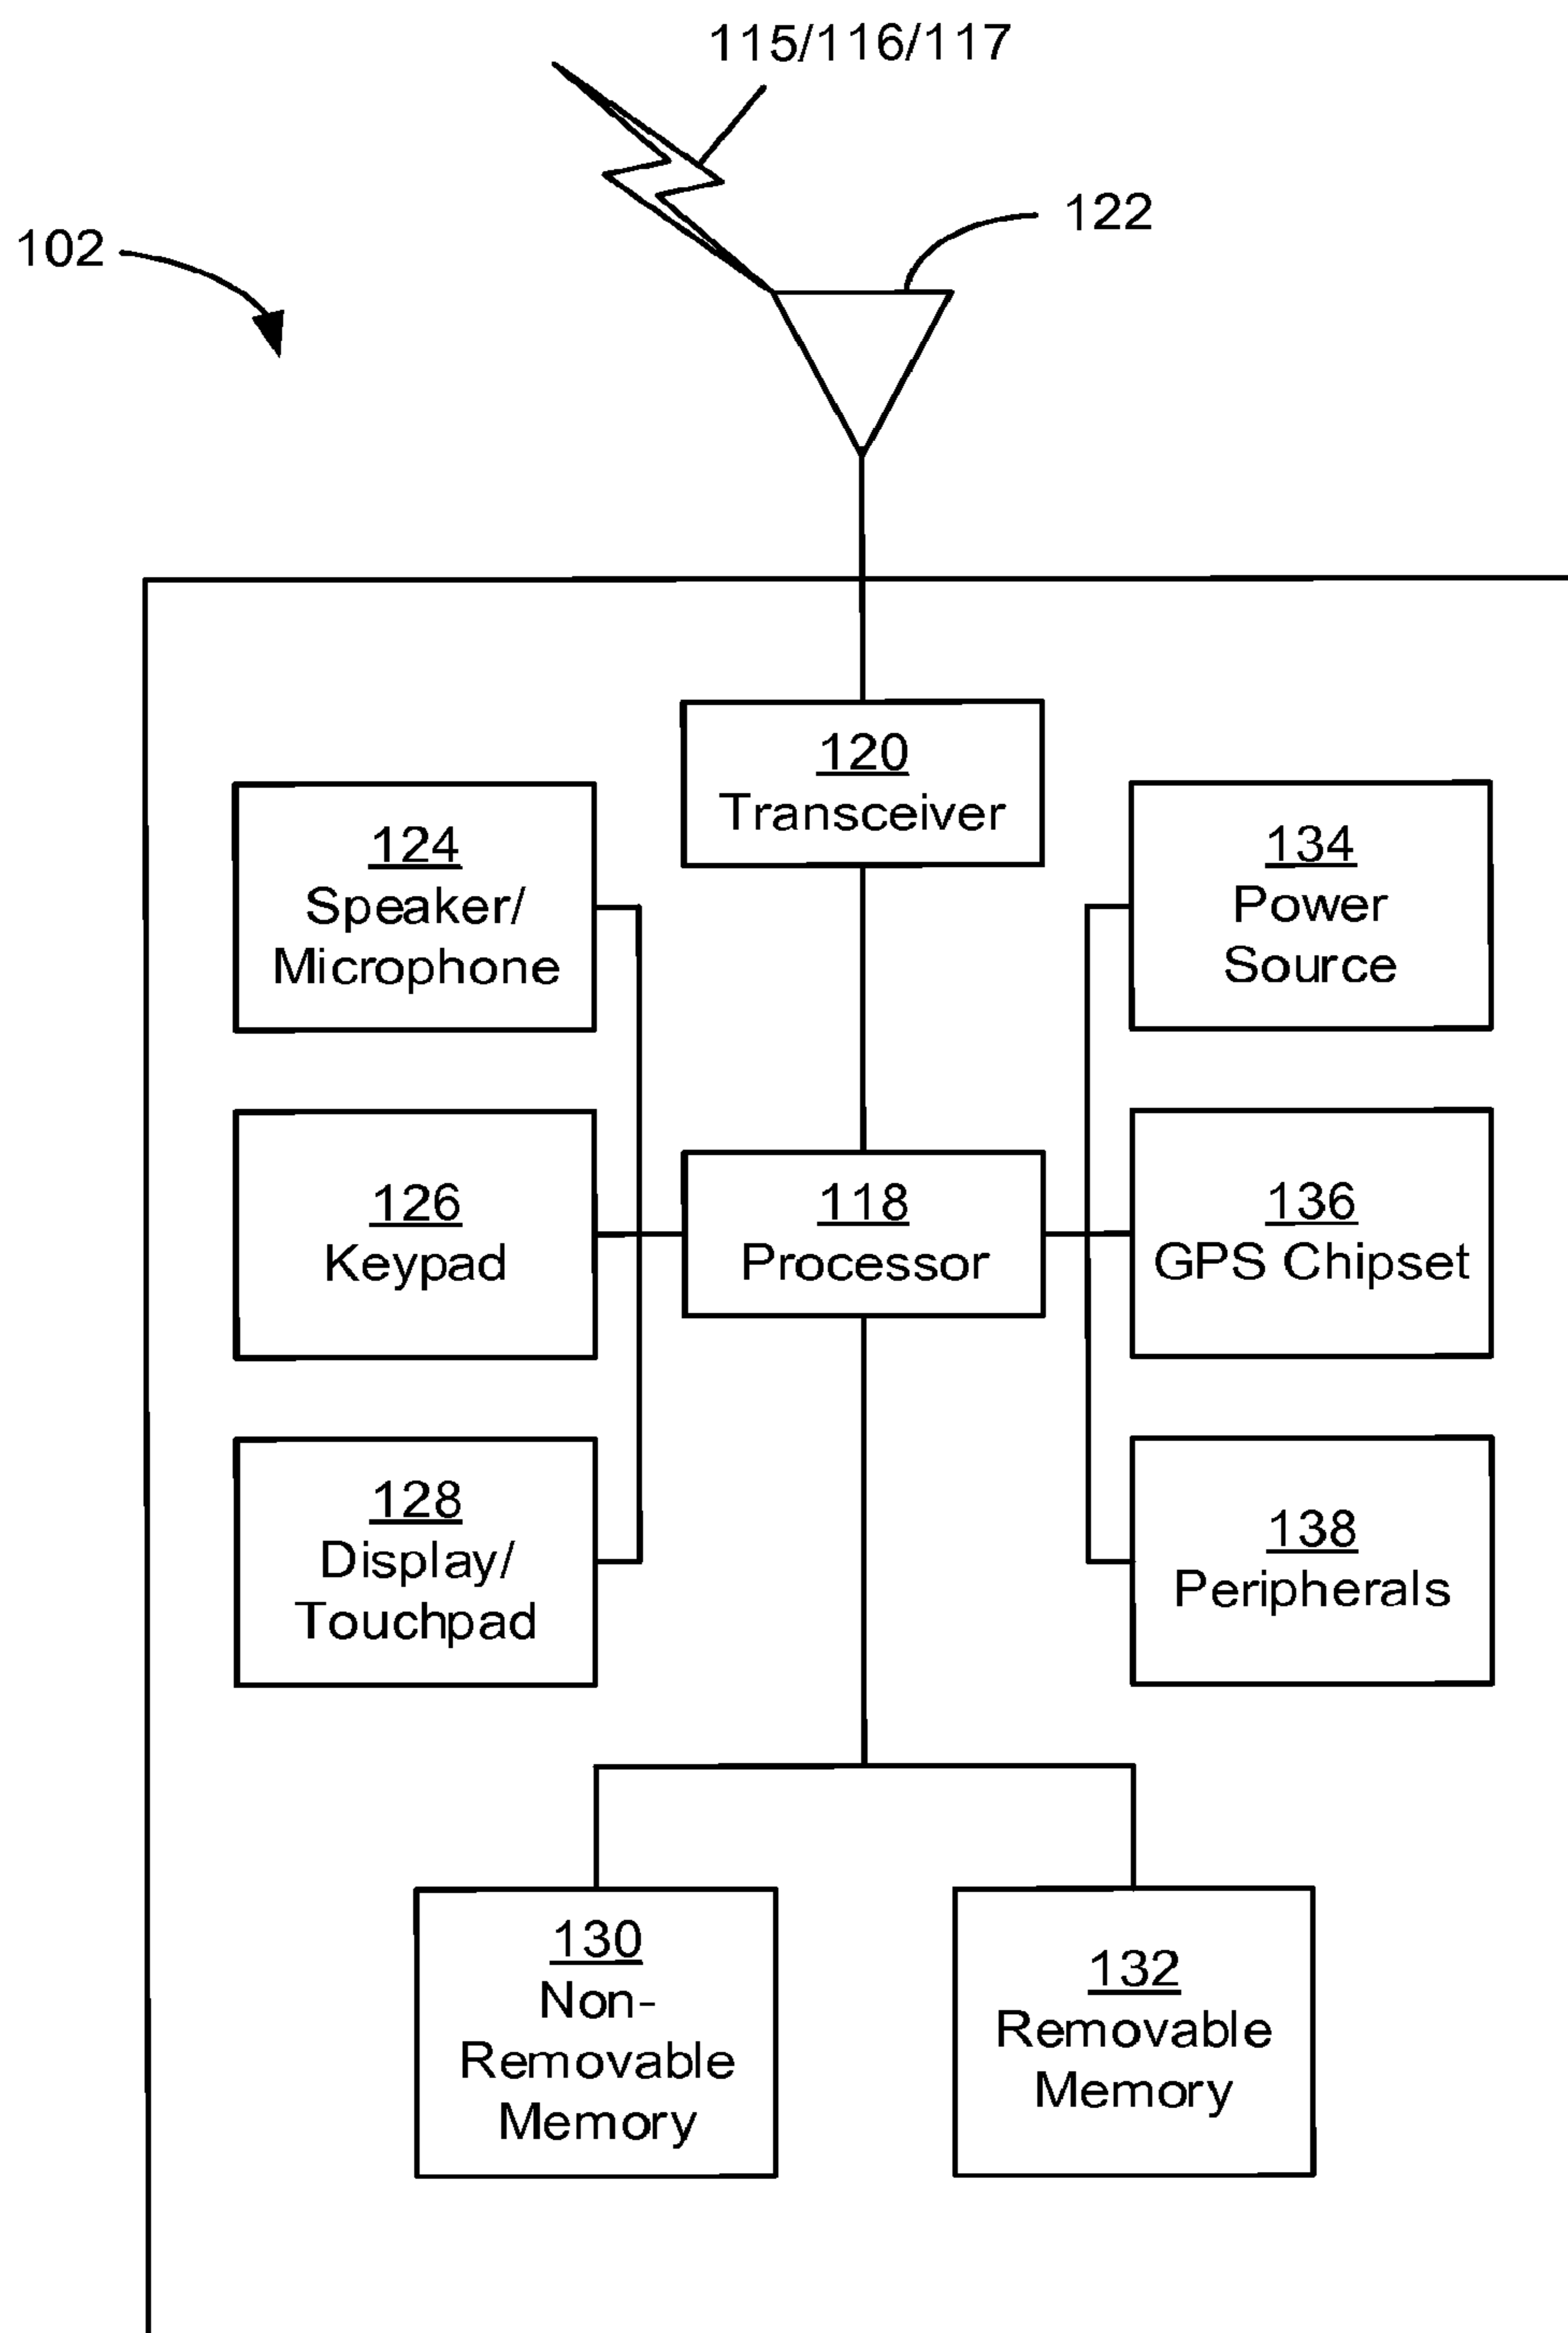 115/116/117
122
102
120
Transceiver
124
Speaker/
Microphone
134
Power
Source
126
Keypad
118
Processor
136
GPS Chipset
128
Display/
Touchpad
138
Peripherals
130
Non-
Removable
Memory
132
Removable
Memory